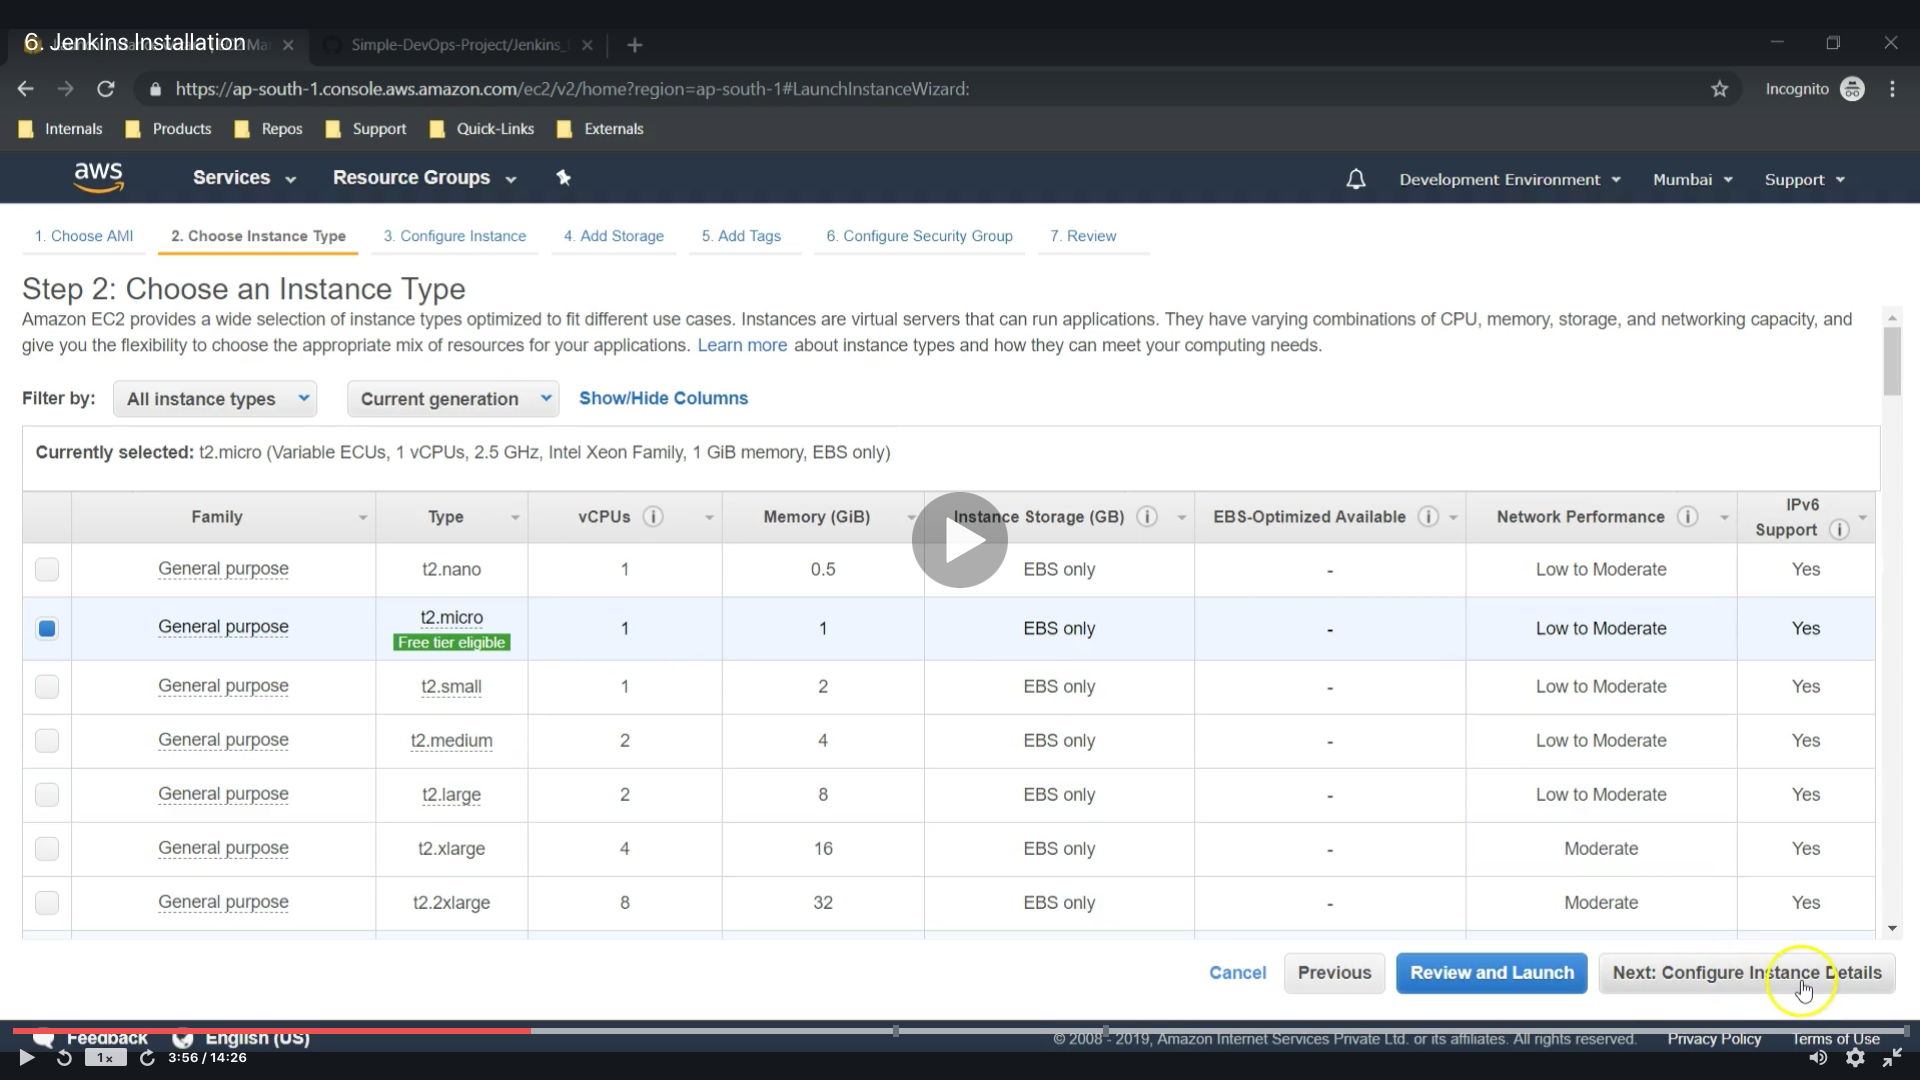 6. Jenkins Installation
Simple-DevOps-Project/Jenkins_
https://ap-south-1.console.aws.amazon.com/ec2/v2/home?region=ap-south-1#LaunchInstanceWizard:
Incognito
Internals Products Repos Support Quick-Links Externals
aws Services Resource Groups Development Environment Mumbai Support
1. Choose AMI 2. Choose Instance Type 3. Configure Instance 4. Add Storage 5. Add Tags 6. Configure Security Group 7. Review
Step 2: Choose an Instance Type
Amazon EC2 provides a wide selection of instance types optimized to fit different use cases. Instances are virtual servers that can run applications. They have varying combinations of CPU, memory, storage, and networking capacity, and
give you the flexibility to choose the appropriate mix of resources for your applications. Learn more about instance types and how they can meet your computing needs.
Filter by: All instance types Current generation Show/Hide Columns
Currently selected: t2.micro (Variable ECUs, 1 vCPUs, 2.5 GHz, Intel Xeon Family, 1 GiB memory, EBS only)
Family Type vCPUs Memory (GiB) Instance Storage (GB) EBS-Optimized Available Network Performance IPv6 Support
General purpose t2.nano 1 0.5 EBS only - Low to Moderate Yes
General purpose t2.micro 1 1 EBS only - Low to Moderate Yes
Free tier eligible
General purpose t2.small 1 2 EBS only - Low to Moderate Yes
General purpose t2.medium 2 4 EBS only - Low to Moderate Yes
General purpose t2.large 2 8 EBS only - Low to Moderate Yes
General purpose t2.xlarge 4 16 EBS only - Moderate Yes
General purpose t2.2xlarge 8 32 EBS only - Moderate Yes
Cancel Previous Review and Launch Next: Configure Instance Details
Feedback English (US) © 2008 - 2019, Amazon Internet Services Private Ltd. or its affiliates. All rights reserved. Privacy Policy Terms of Use
1x 3:56 / 14:26